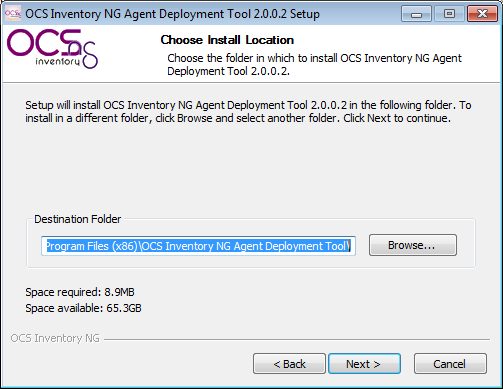 OCS Inventory NG Agent Deployment Tool 2.0.0.2 Setup
OCSng
inventory
Choose Install Location
Choose the folder in which to install OCS Inventory NG Agent
Deployment Tool 2.0.0.2.
Setup will install OCS Inventory NG Agent Deployment Tool 2.0.0.2 in the following folder. To
install in a different folder, click Browse and select another folder. Click Next to continue.
Destination Folder
Program Files (x86)\OCS Inventory NG Agent Deployment Tool\
Browse...
Space required: 8.9MB
Space available: 65.3GB
OCS Inventory NG
< Back
Next >
Cancel